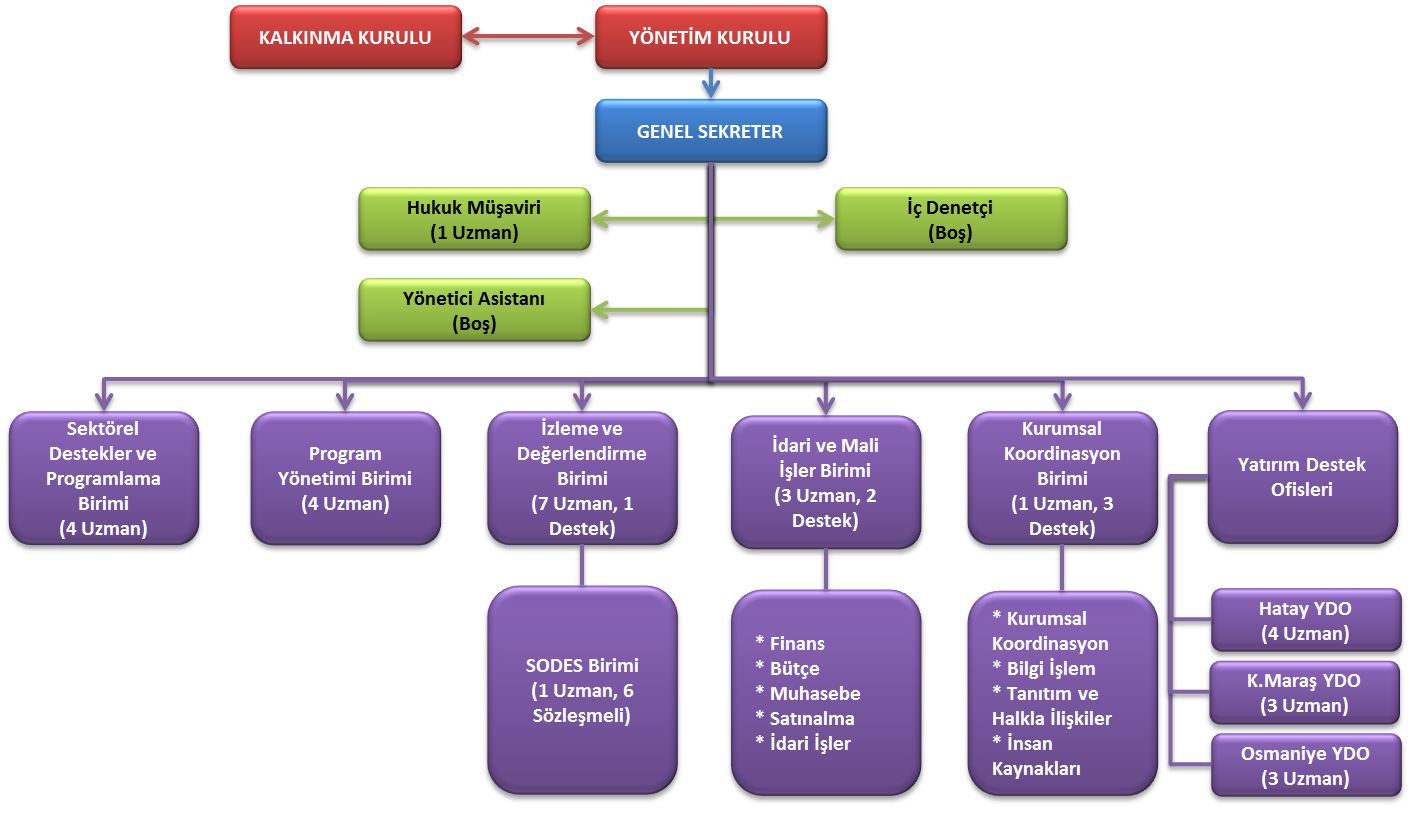 KALKINMA KURULU
YÖNETİM KURULU
GENEL SEKRETER
Hukuk Müşaviri
(1 Uzman)
İç Denetçi
(Boş)
Yönetici Asistanı
(Boş)
Sektörel
Destekler ve
Programlama
Birimi
(4 Uzman)
Program
Yönetimi Birimi
(4 Uzman)
İzleme ve
Değerlendirme
Birimi
(7 Uzman, 1
Destek)
İdari ve Mali
İşler Birimi
(3 Uzman, 2
Destek)
Kurumsal
Koordinasyon
Birimi
(1 Uzman, 3
Destek)
Yatırım Destek
Ofisleri
SODES Birimi
(1 Uzman, 6
Sözleşmeli)
* Finans
* Bütçe
* Muhasebe
* Satınalma
* İdari İşler
* Kurumsal
Koordinasyon
* Bilgi İşlem
* Tanıtım ve
Halkla İlişkiler
* İnsan
Kaynakları
Hatay YDO
(4 Uzman)
K.Maraş YDO
(3 Uzman)
Osmaniye YDO
(3 Uzman)